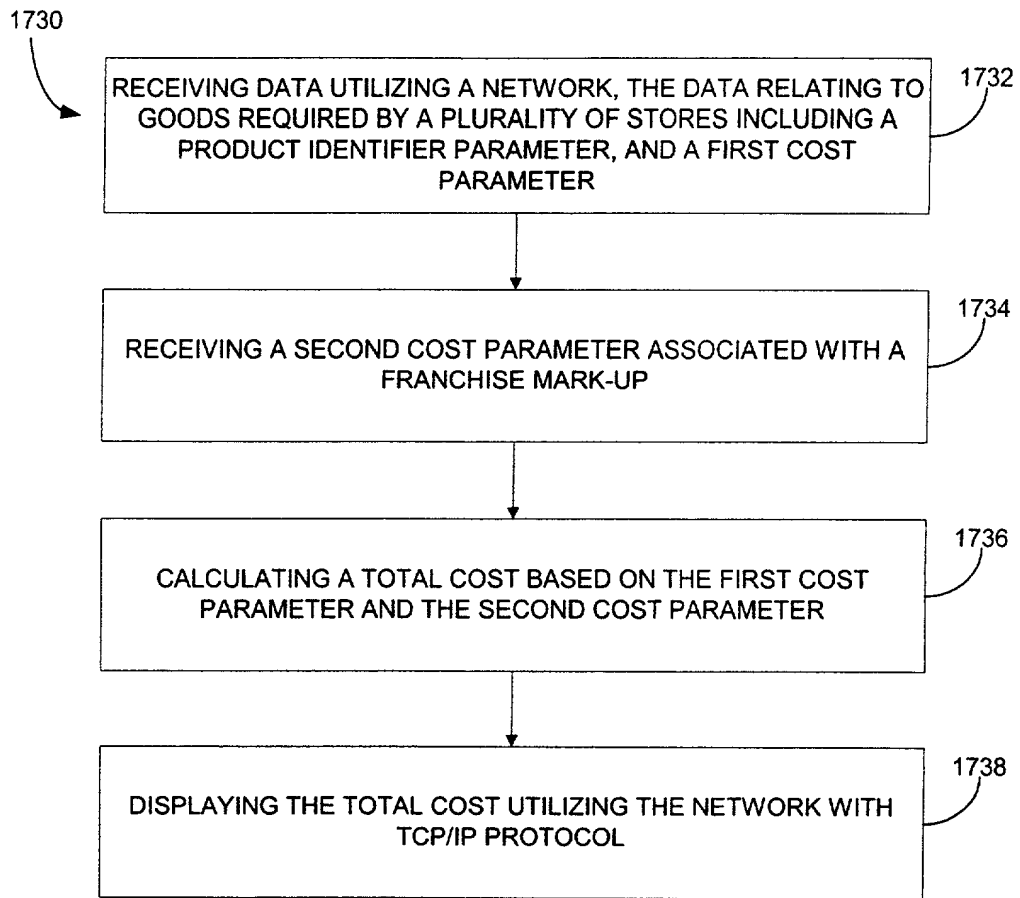 1730
RECEIVING DATA UTILIZING A NETWORK, THE DATA RELATING TO
GOODS REQUIRED BY A PLURALITY OF STORES INCLUDING A
PRODUCT IDENTIFIER PARAMETER, AND A FIRST COST
PARAMETER
1732
RECEIVING A SECOND COST PARAMETER ASSOCIATED WITH A
FRANCHISE MARK-UP
1734
CALCULATING A TOTAL COST BASED ON THE FIRST COST
PARAMETER AND THE SECOND COST PARAMETER
1736
DISPLAYING THE TOTAL COST UTILIZING THE NETWORK WITH
TCP/IP PROTOCOL
1738